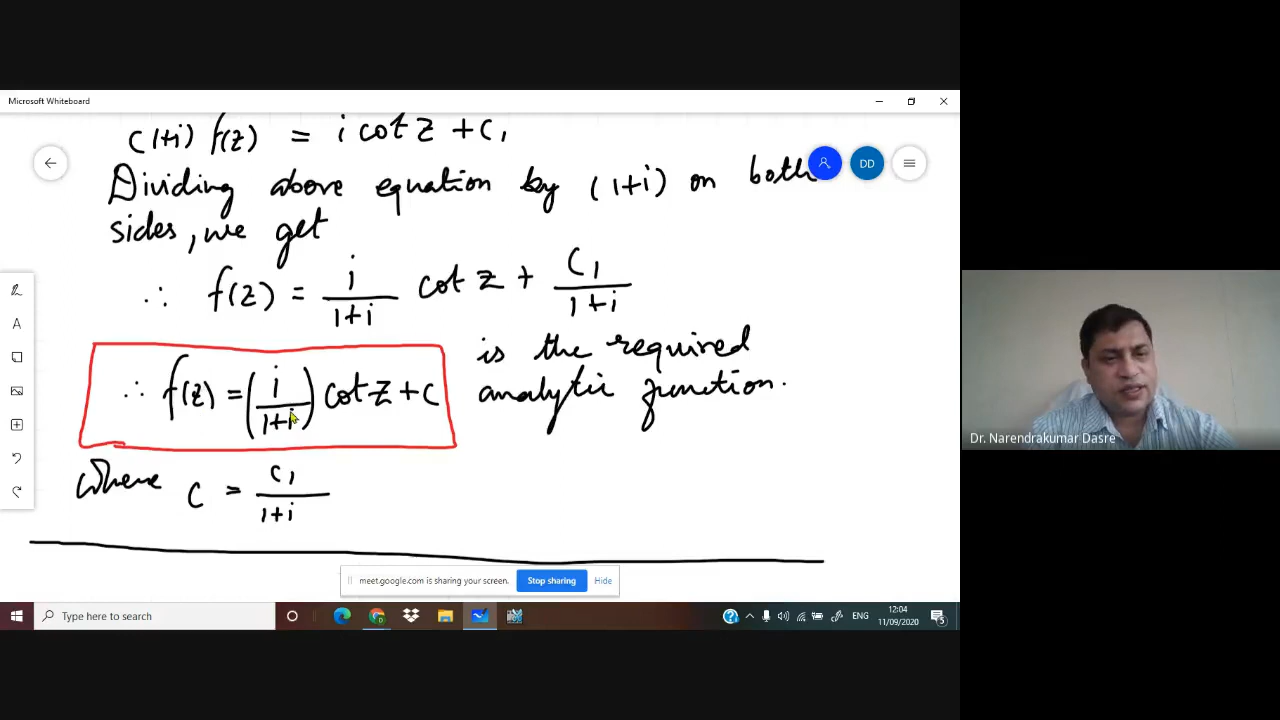 Microsoft Whiteboard
(1+i) f(z) = i cot z + C₁
Dividing above equation by (1+i) on both
sides, we get
DD
∴ f(z) = i/(1+i) cot z + C₁/(1+i)
∴ f(z) = (i/(1+i)) cot z + C
is the required
analytic function.
where C = C₁/(1+i)
Dr. Narendrakumar Dasre
meet.google.com is sharing your screen. Stop sharing Hide
Type here to search
ENG
12:04
11/09/2020
5